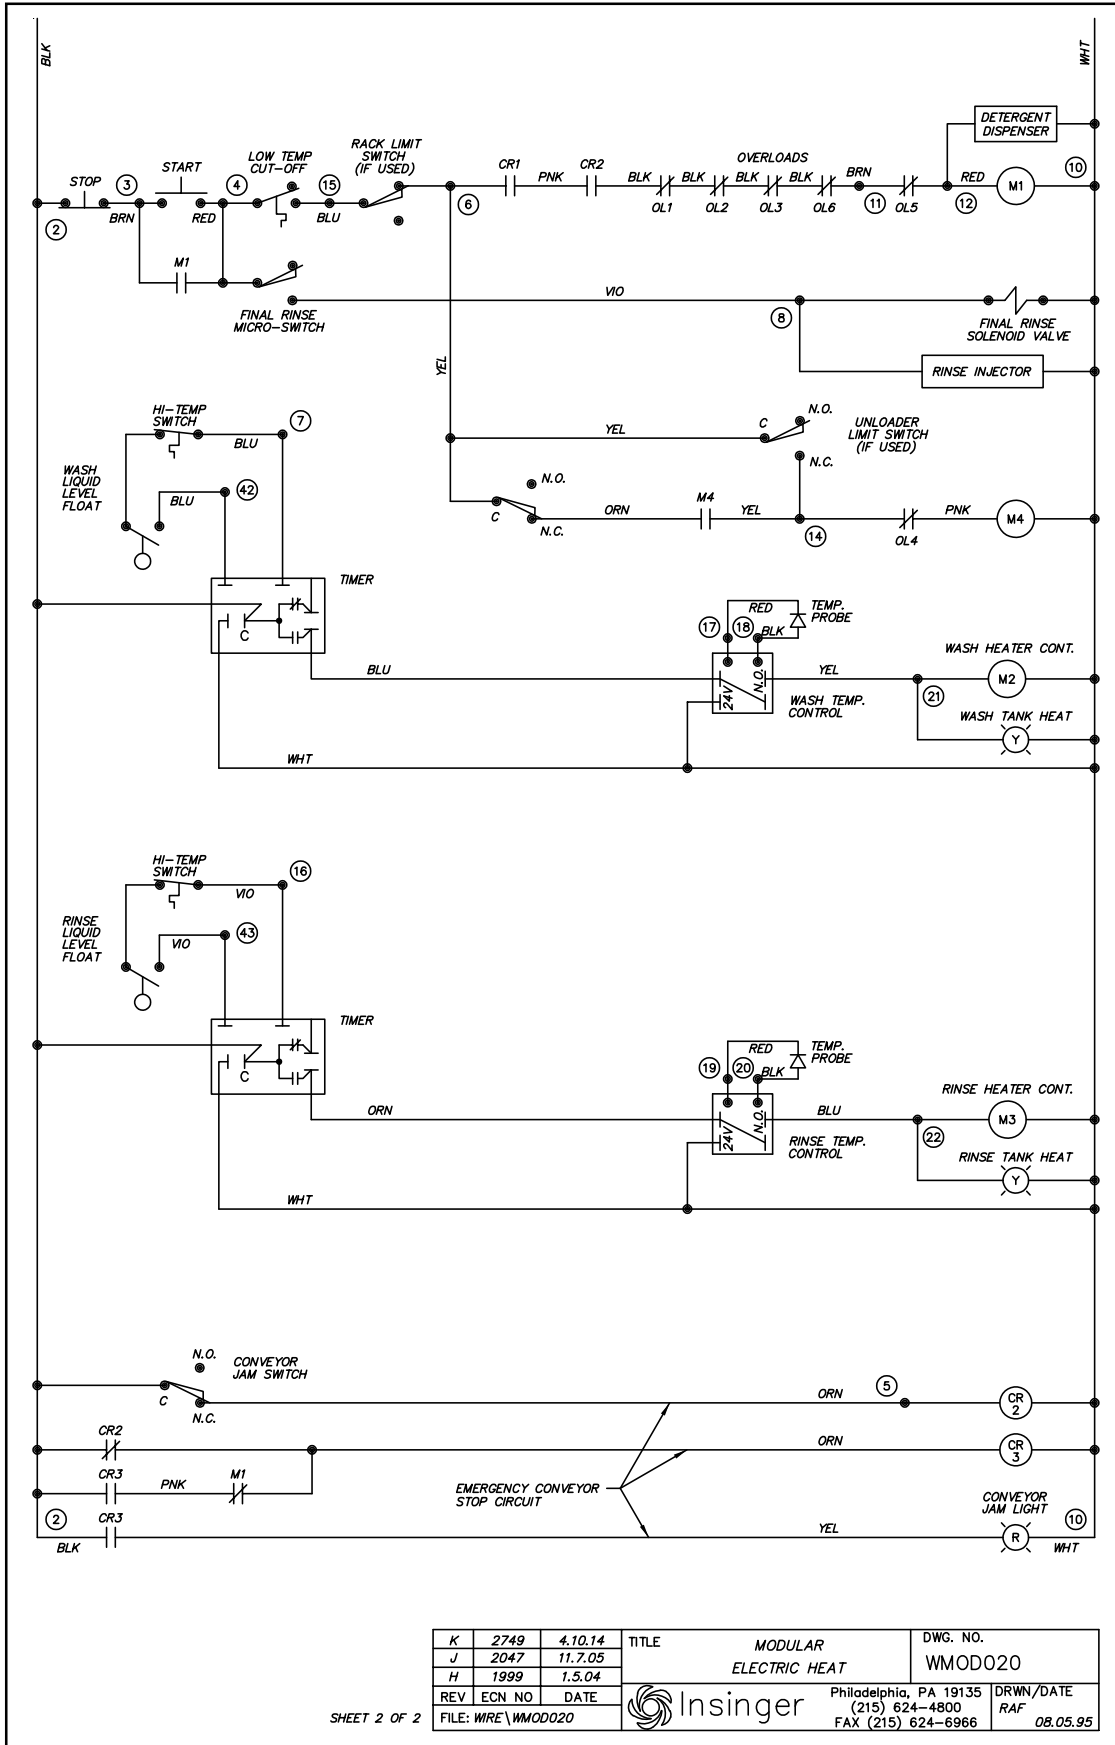 BLK
WHT
DETERGENT
DISPENSER
RACK LIMIT
SWITCH
(IF USED)
LOW TEMP
CUT-OFF
START
STOP
3
4
15
CR1
PNK
CR2
OVERLOADS
BLK
BLK
BLK
BLK
BRN
RED
M1
10
2
BRN
RED
BLU
6
OL1
OL2
OL3
OL6
11
OL5
12
M1
VIO
FINAL RINSE
MICRO-SWITCH
8
FINAL RINSE
SOLENOID VALVE
YEL
RINSE INJECTOR
HI-TEMP
SWITCH
7
BLU
YEL
C
N.O.
UNLOADER
LIMIT SWITCH
(IF USED)
N.C.
WASH
LIQUID
LEVEL
FLOAT
BLU
42
N.O.
C
N.C.
ORN
M4
YEL
14
OL4
PNK
M4
TIMER
C
17
18
RED
BLK
TEMP.
PROBE
BLU
24V
N.O.
YEL
WASH TEMP.
CONTROL
WASH HEATER CONT.
M2
21
WASH TANK HEAT
Y
WHT
HI-TEMP
SWITCH
16
VIO
RINSE
LIQUID
LEVEL
FLOAT
VIO
43
TIMER
C
19
20
RED
BLK
TEMP.
PROBE
ORN
24V
N.O.
BLU
RINSE TEMP.
CONTROL
RINSE HEATER CONT.
M3
22
RINSE TANK HEAT
Y
WHT
N.O.
CONVEYOR
JAM SWITCH
C
N.C.
ORN
5
CR
2
CR2
ORN
CR
3
CR3
PNK
M1
EMERGENCY CONVEYOR
STOP CIRCUIT
CONVEYOR
JAM LIGHT
2
CR3
BLK
YEL
R
10
WHT
K 2749 4.10.14
J 2047 11.7.05
H 1999 1.5.04
REV ECN NO DATE
SHEET 2 OF 2
FILE: WIRE\WMOD020
TITLE
MODULAR
ELECTRIC HEAT
DWG. NO.
WMOD020
Insinger
Philadelphia, PA 19135
(215) 624-4800
FAX (215) 624-6966
DRWN/DATE
RAF
08.05.95